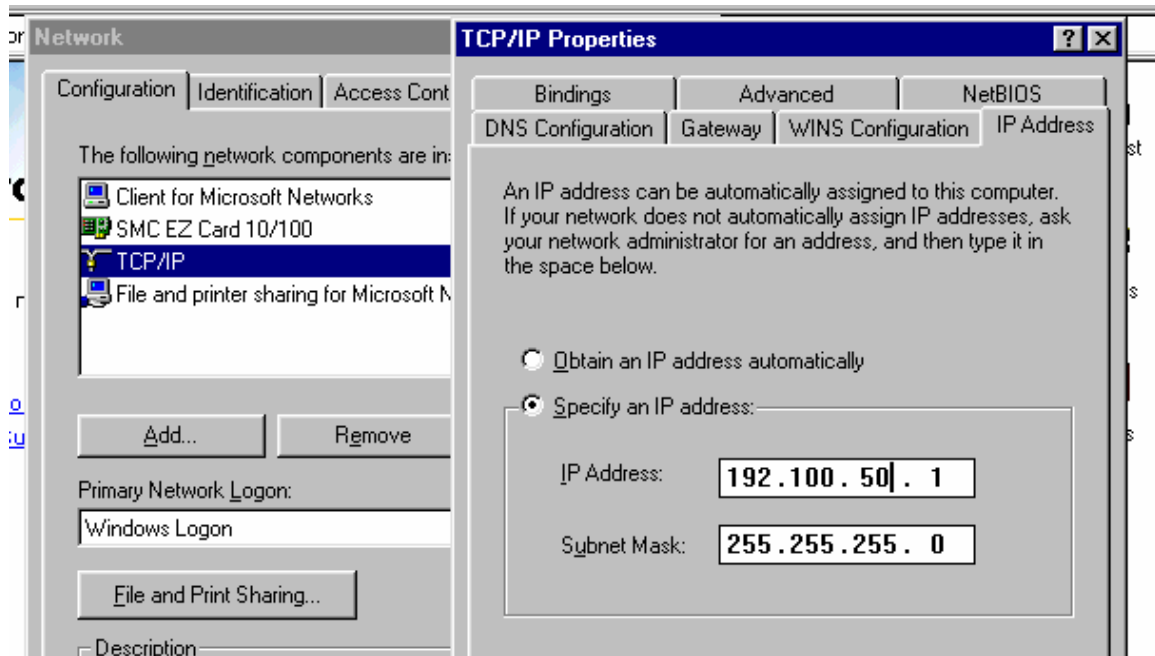 Network
Configuration
Identification
Access Cont
The following network components are in
Client for Microsoft Networks
SMC EZ Card 10/100
TCP/IP
File and printer sharing for Microsoft N
Add...
Remove
Primary Network Logon:
Windows Logon
File and Print Sharing...
Description
TCP/IP Properties
Bindings
Advanced
NetBIOS
DNS Configuration
Gateway
WINS Configuration
IP Address
An IP address can be automatically assigned to this computer.
If your network does not automatically assign IP addresses, ask
your network administrator for an address, and then type it in
the space below.
Obtain an IP address automatically
Specify an IP address:
IP Address:
192.100.50.1
Subnet Mask:
255.255.255.0